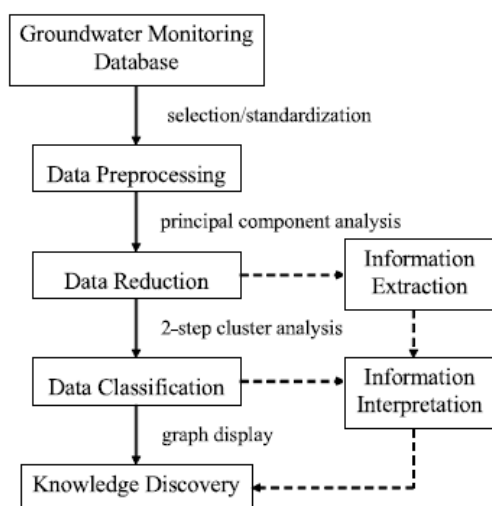 Groundwater Monitoring
Database
selection/standardization
Data Preprocessing
principal component analysis
Data Reduction
Information
Extraction
2-step cluster analysis
Data Classification
Information
Interpretation
graph display
Knowledge Discovery